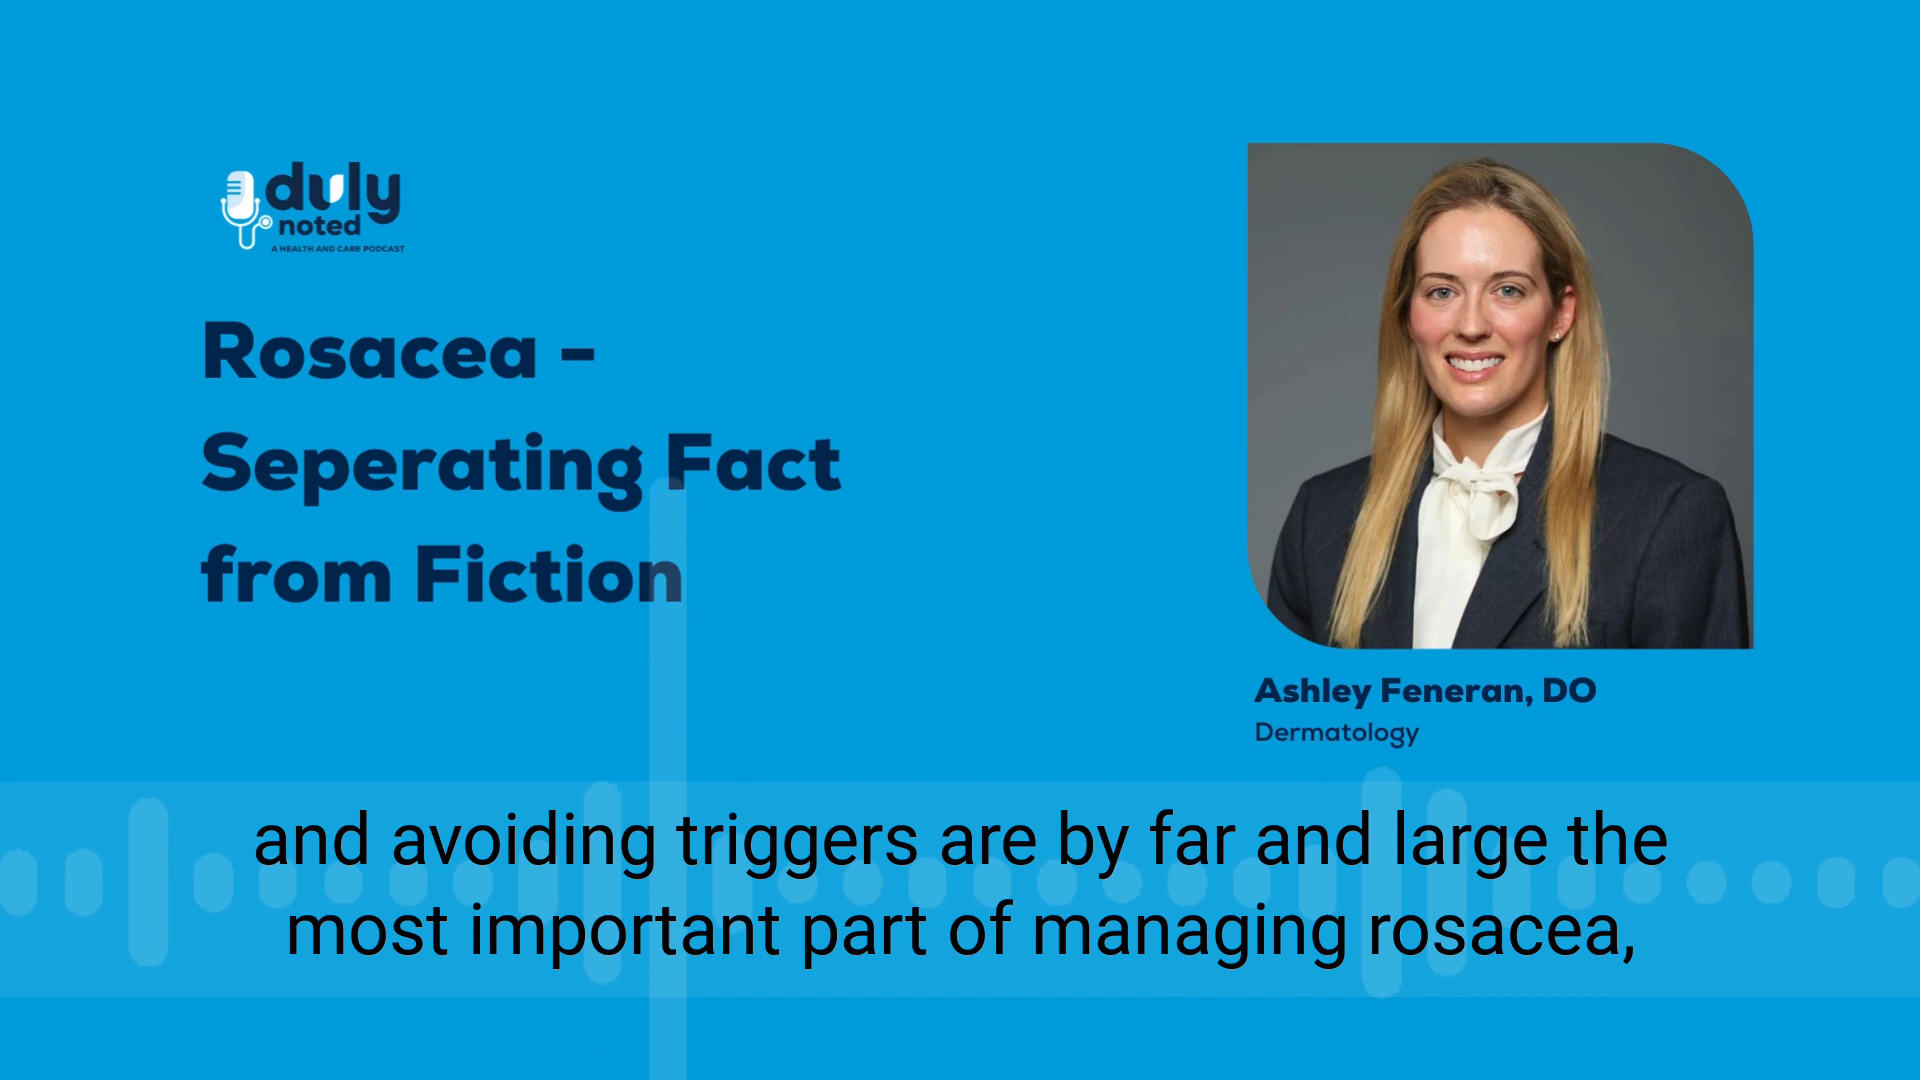 duly
noted
A HEALTH AND CARE PODCAST
Rosacea -
Seperating Fact
from Fiction
Ashley Feneran, DO
Dermatology
and avoiding triggers are by far and large the
most important part of managing rosacea,